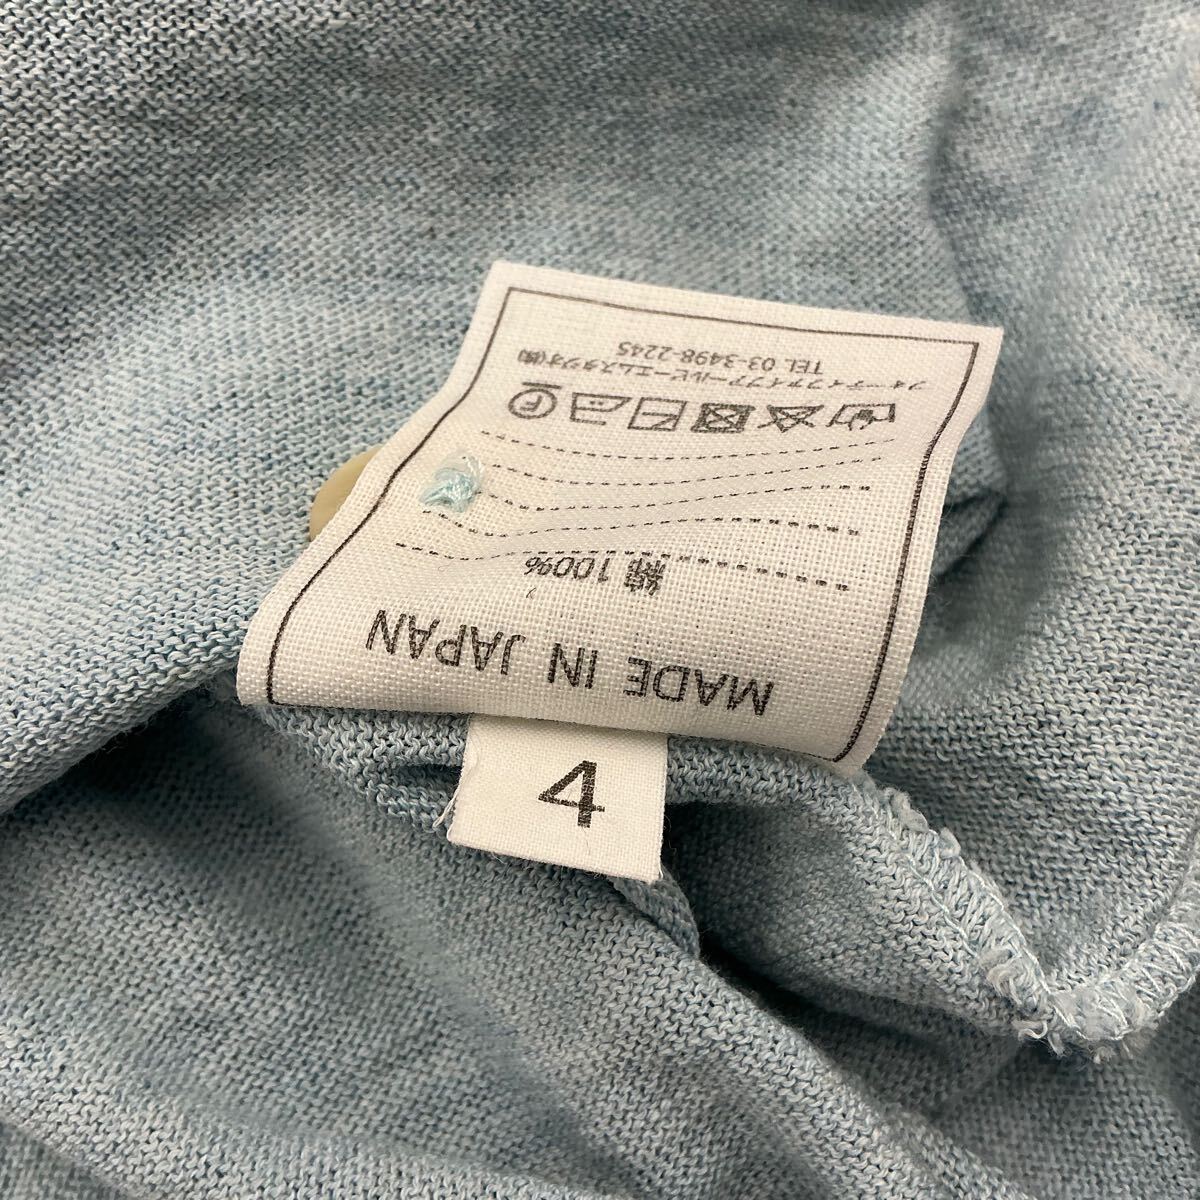 MADE IN JAPAN
綿 100%
フォーティファイブアールピーエムスタジオ(株)
TEL 03-3498-2245
4